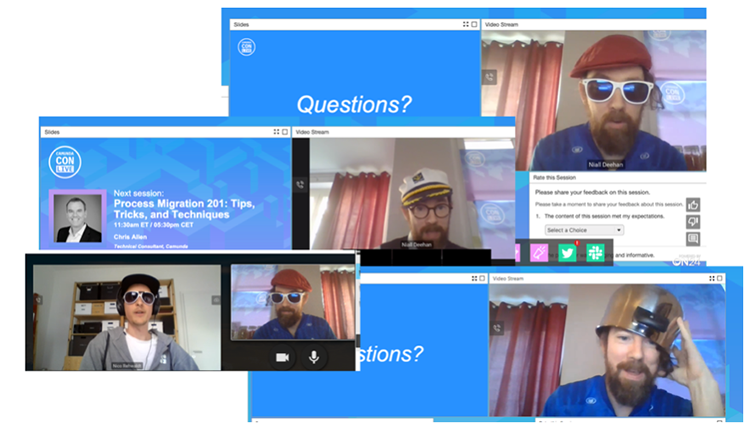 Slides
Video Stream
CAMUNDA
CON
LIVE
Questions?
Niall Deehan
Slides
Video Stream
CAMUNDA
CON
LIVE
Next session:
Process Migration 201: Tips,
Tricks, and Techniques
11:30am ET / 05:30pm CET
Chris Allen
Technical Consultant, Camunda
Niall Deehan
Rate this Session
Please share your feedback on this session.
Please take a moment to share your feedback about this session.
1. The content of this session met my expectations.
Select a Choice
and informative.
Video Stream
stions?